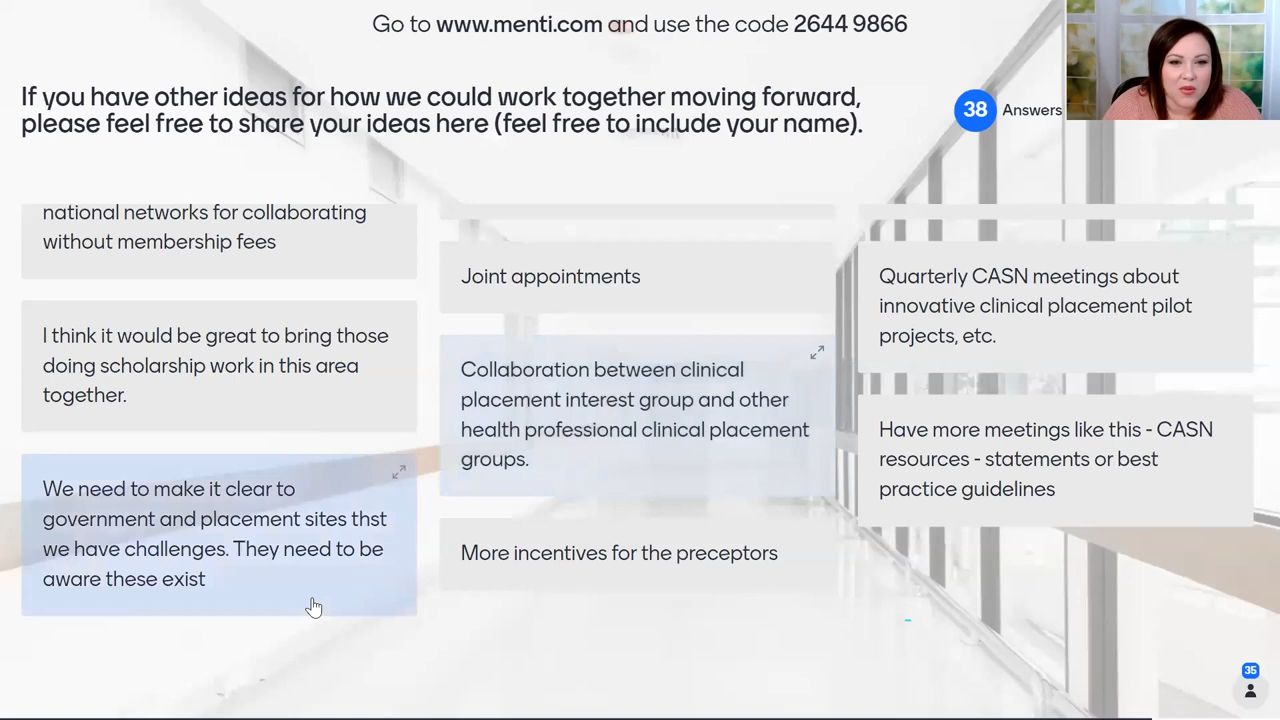 Go to www.menti.com and use the code 2644 9866
If you have other ideas for how we could work together moving forward,
please feel free to share your ideas here (feel free to include your name).
38 Answers
national networks for collaborating
without membership fees
I think it would be great to bring those
doing scholarship work in this area
together.
We need to make it clear to
government and placement sites thst
we have challenges. They need to be
aware these exist
Joint appointments
Collaboration between clinical
placement interest group and other
health professional clinical placement
groups.
More incentives for the preceptors
Quarterly CASN meetings about
innovative clinical placement pilot
projects, etc.
Have more meetings like this - CASN
resources - statements or best
practice guidelines
35